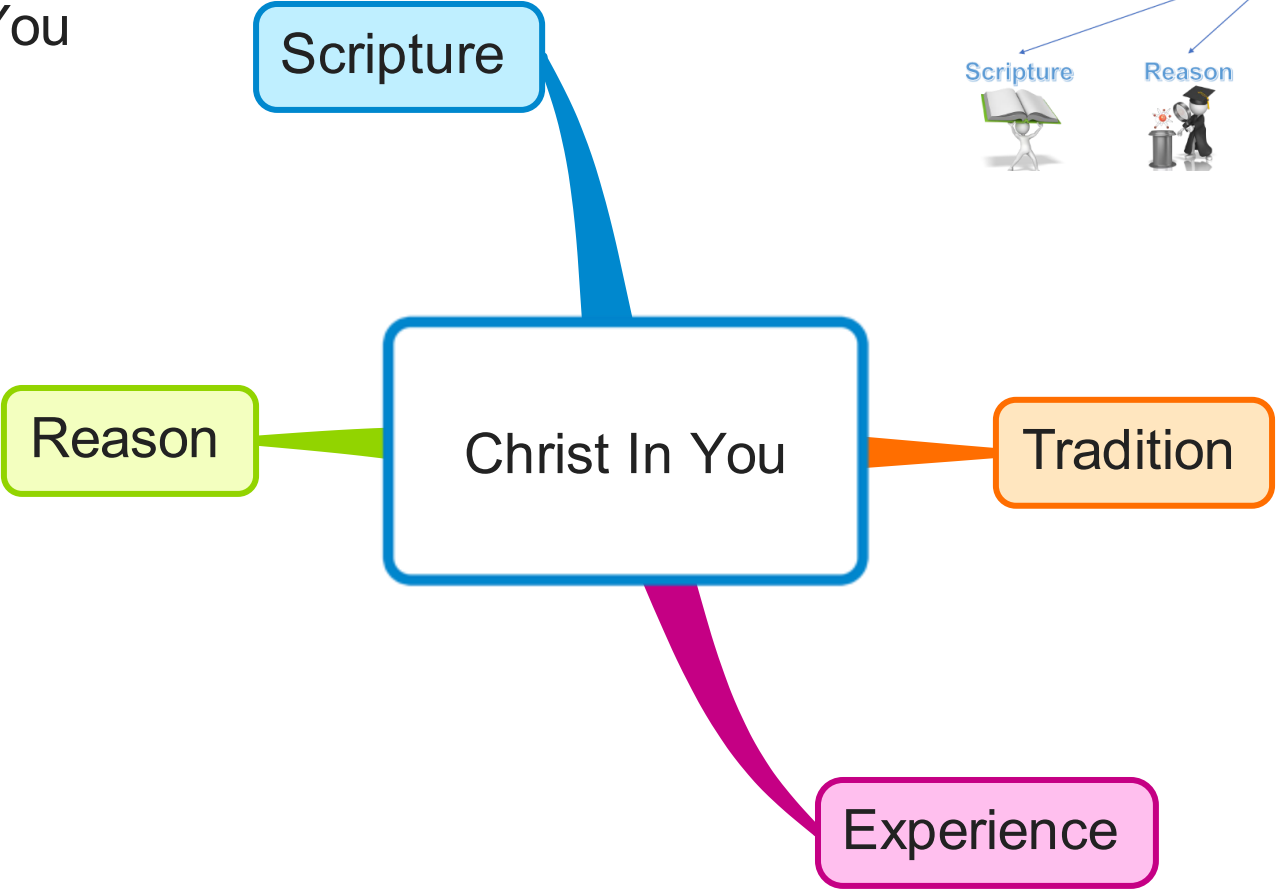 You
Scripture
Scripture
Reason
Reason
Christ In You
Tradition
Experience